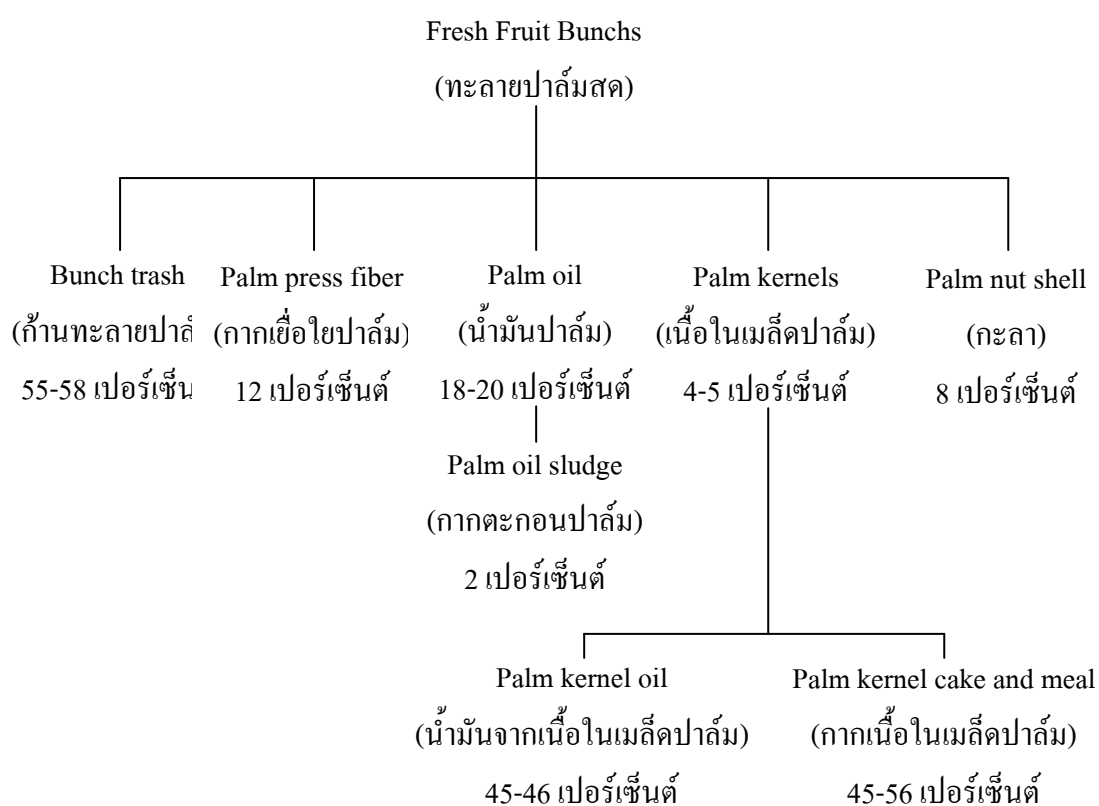 Fresh Fruit Bunchs
(ทะลายปาล์มสด)
Bunch trash
(ก้านทะลายปาล์
55-58 เปอร์เซ็น
Palm press fiber
(กากเยื่อใยปาล์ม)
12 เปอร์เซ็นต์
Palm oil
(น้ำมันปาล์ม)
18-20 เปอร์เซ็นต์
Palm kernels
(เนื้อในเมล็ดปาล์ม)
4-5 เปอร์เซ็นต์
Palm nut shell
(กะลา)
8 เปอร์เซ็นต์
Palm oil sludge
(กากตะกอนปาล์ม)
2 เปอร์เซ็นต์
Palm kernel oil
(น้ำมันจากเนื้อในเมล็ดปาล์ม)
45-46 เปอร์เซ็นต์
Palm kernel cake and meal
(กากเนื้อในเมล็ดปาล์ม)
45-56 เปอร์เซ็นต์